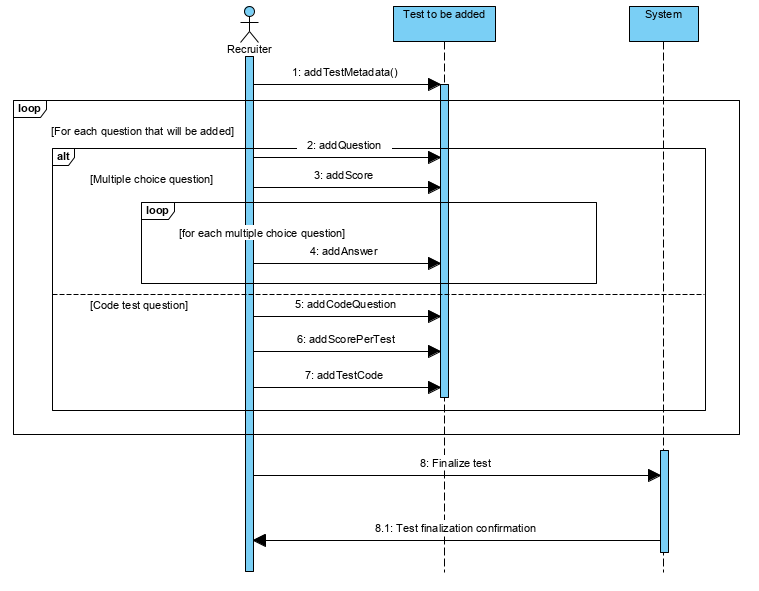 Test to be added
System
Recruiter
1: addTestMetadata()
loop
[For each question that will be added]
2: addQuestion
alt
[Multiple choice question]
3: addScore
loop
[for each multiple choice question]
4: addAnswer
[Code test question]
5: addCodeQuestion
6: addScorePerTest
7: addTestCode
8: Finalize test
8.1: Test finalization confirmation